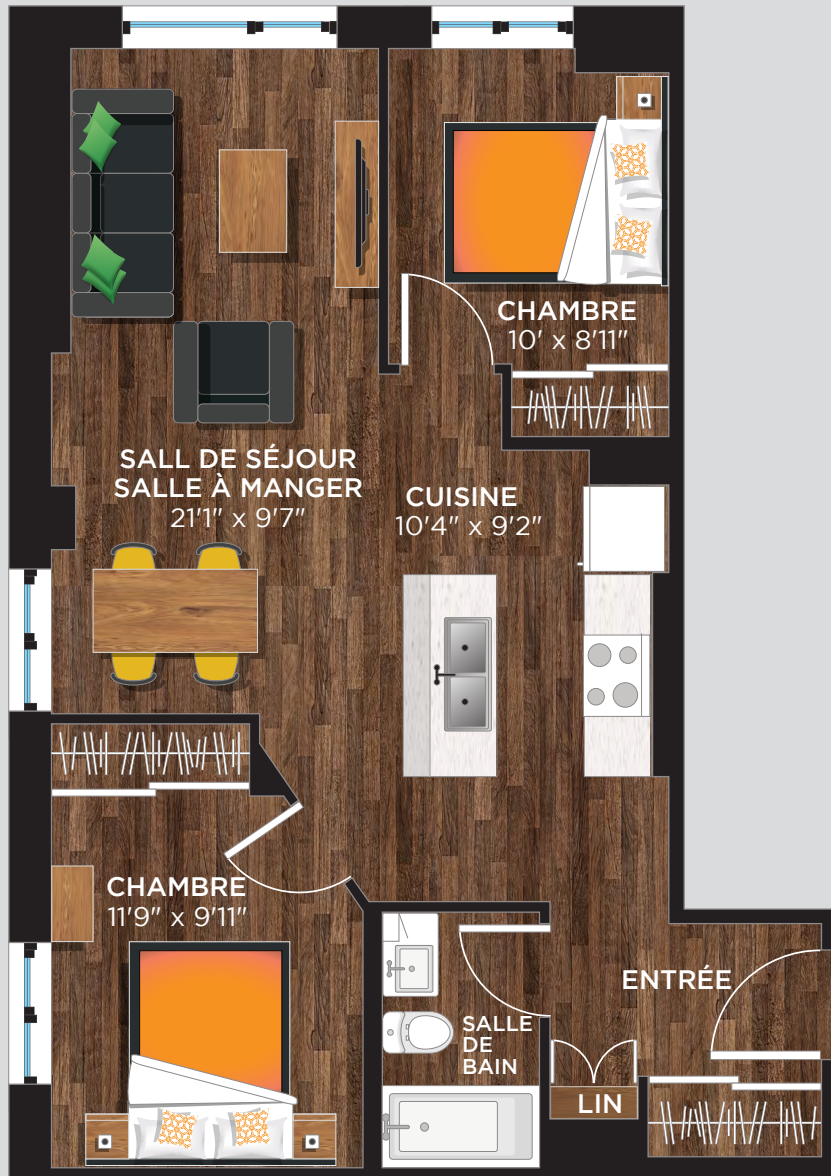 CHAMBRE
10' x 8'11"
SALL DE SÉJOUR
SALLE À MANGER
21'1" x 9'7"
CUISINE
10'4" x 9'2"
CHAMBRE
11'9" x 9'11"
ENTRÉE
SALLE
DE
BAIN
LIN